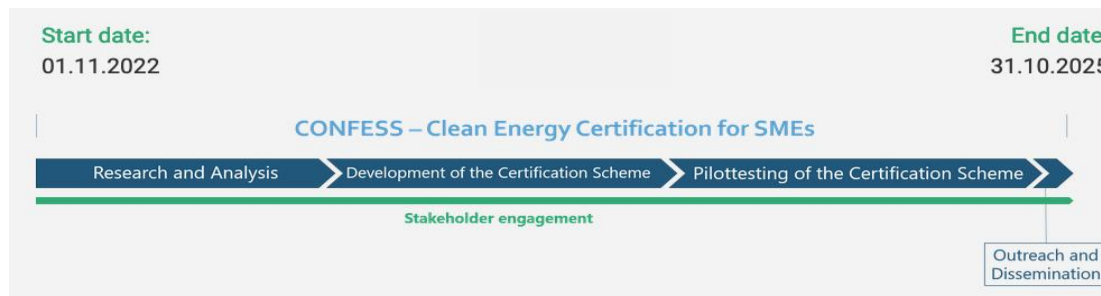 Start date:
End date
01.11.2022
31.10.2025
CONFESS – Clean Energy Certification for SMEs
Research and Analysis
Development of the Certification Scheme
Pilottesting of the Certification Scheme
Stakeholder engagement
Outreach and
Dissemination